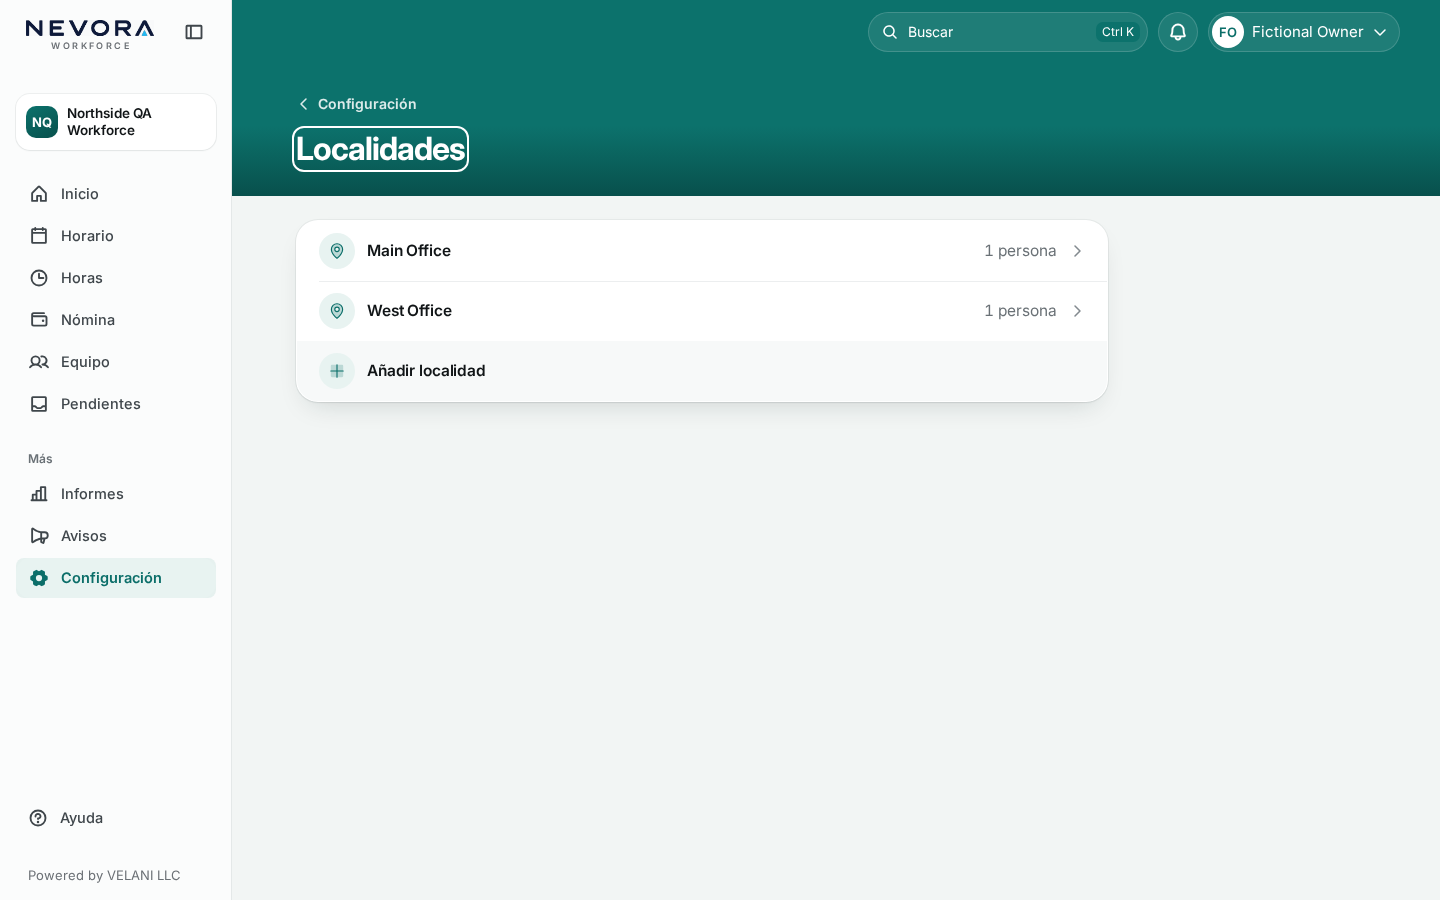 NEVORA
WORKFORCE
Buscar
Ctrl K
FO
Fictional Owner
NQ
Northside QA
Workforce
Configuración
Localidades
Inicio
Horario
Horas
Nómina
Equipo
Pendientes
Más
Informes
Avisos
Configuración
Main Office
1 persona
West Office
1 persona
Añadir localidad
Ayuda
Powered by VELANI LLC